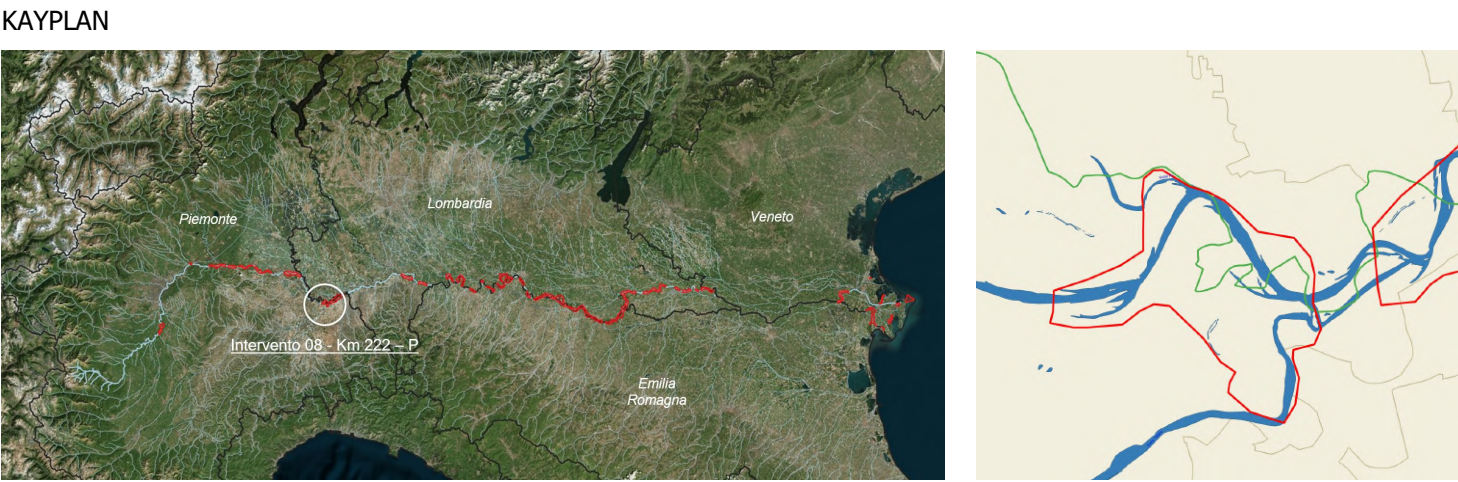 KAYPLAN
Piemonte
Lombardia
Veneto
Intervento 08 - Km 222 – P
Emilia
Romagna